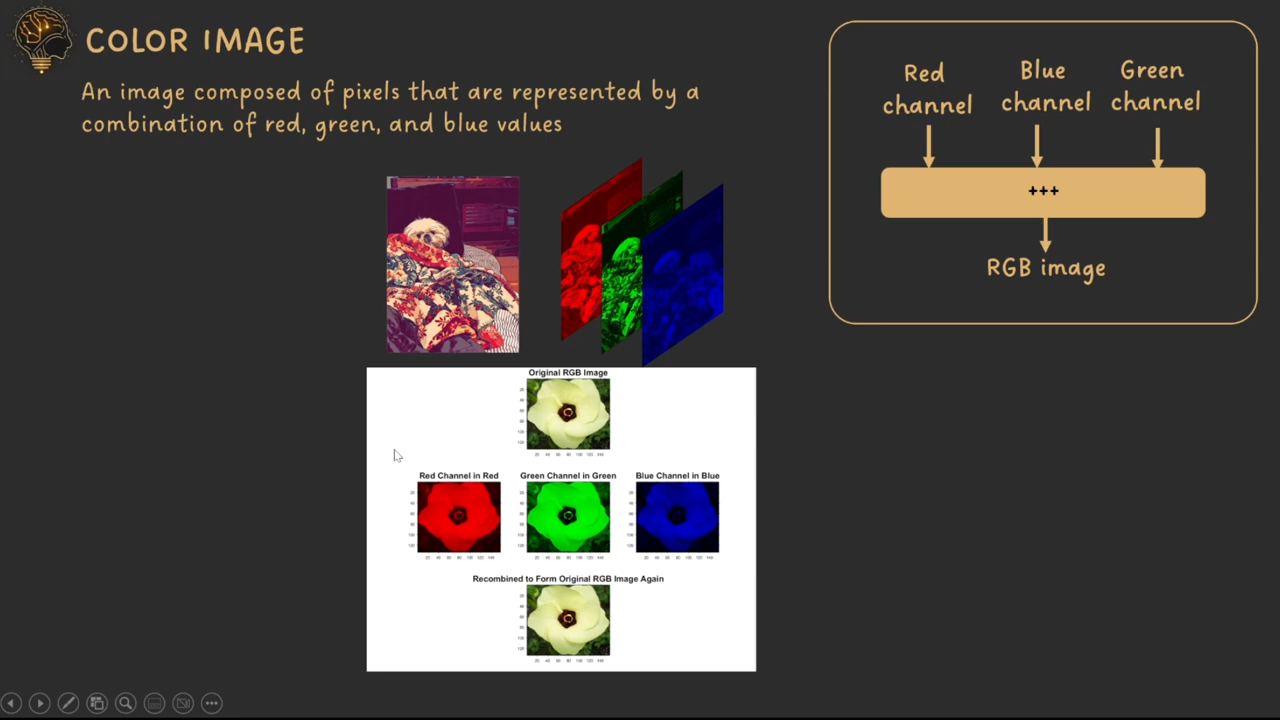 COLOR IMAGE
An image composed of pixels that are represented by a
combination of red, green, and blue values
Red
channel
Blue
channel
Green
channel
+++
RGB image
Original RGB Image
Red Channel in Red
Green Channel in Green
Blue Channel in Blue
Recombined to Form Original RGB Image Again